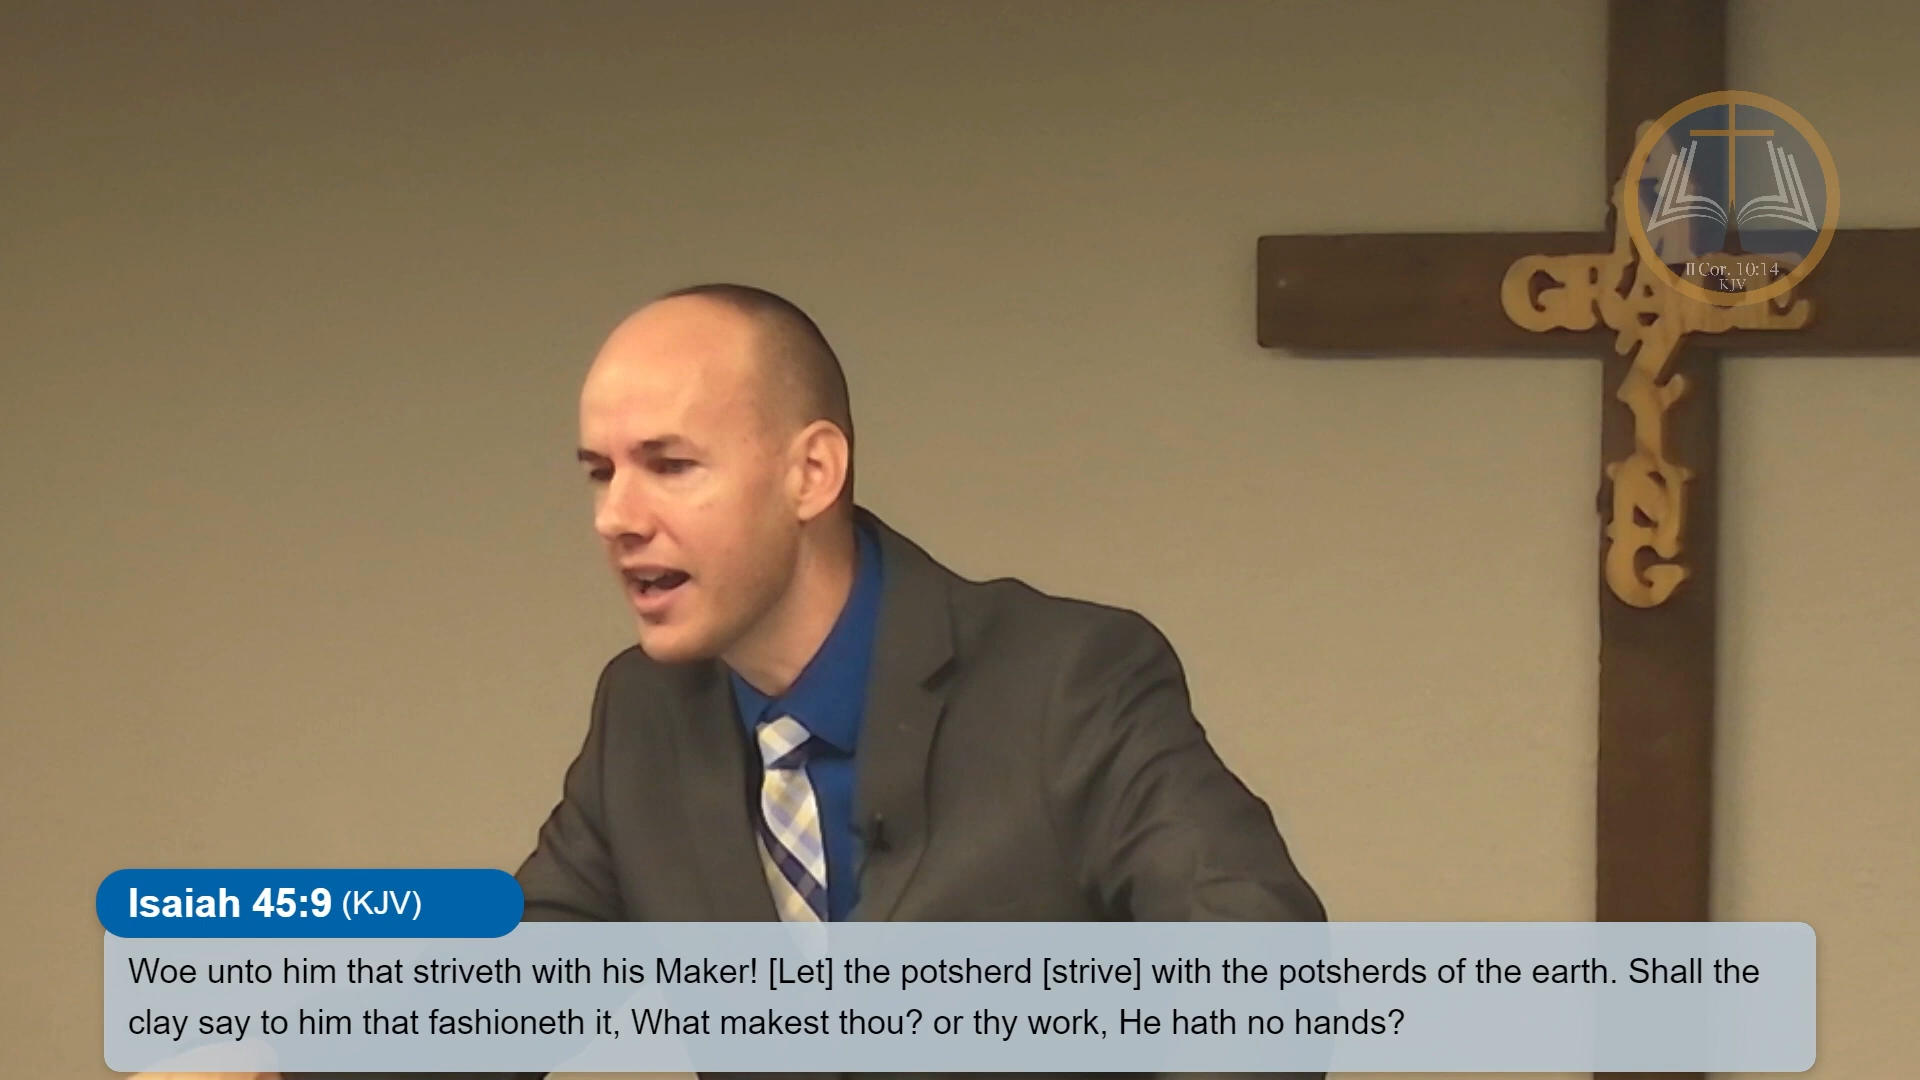 II Cor. 10:14
KJV
GRACE
AMAZING
Isaiah 45:9 (KJV)
Woe unto him that striveth with his Maker! [Let] the potsherd [strive] with the potsherds of the earth. Shall the
clay say to him that fashioneth it, What makest thou? or thy work, He hath no hands?